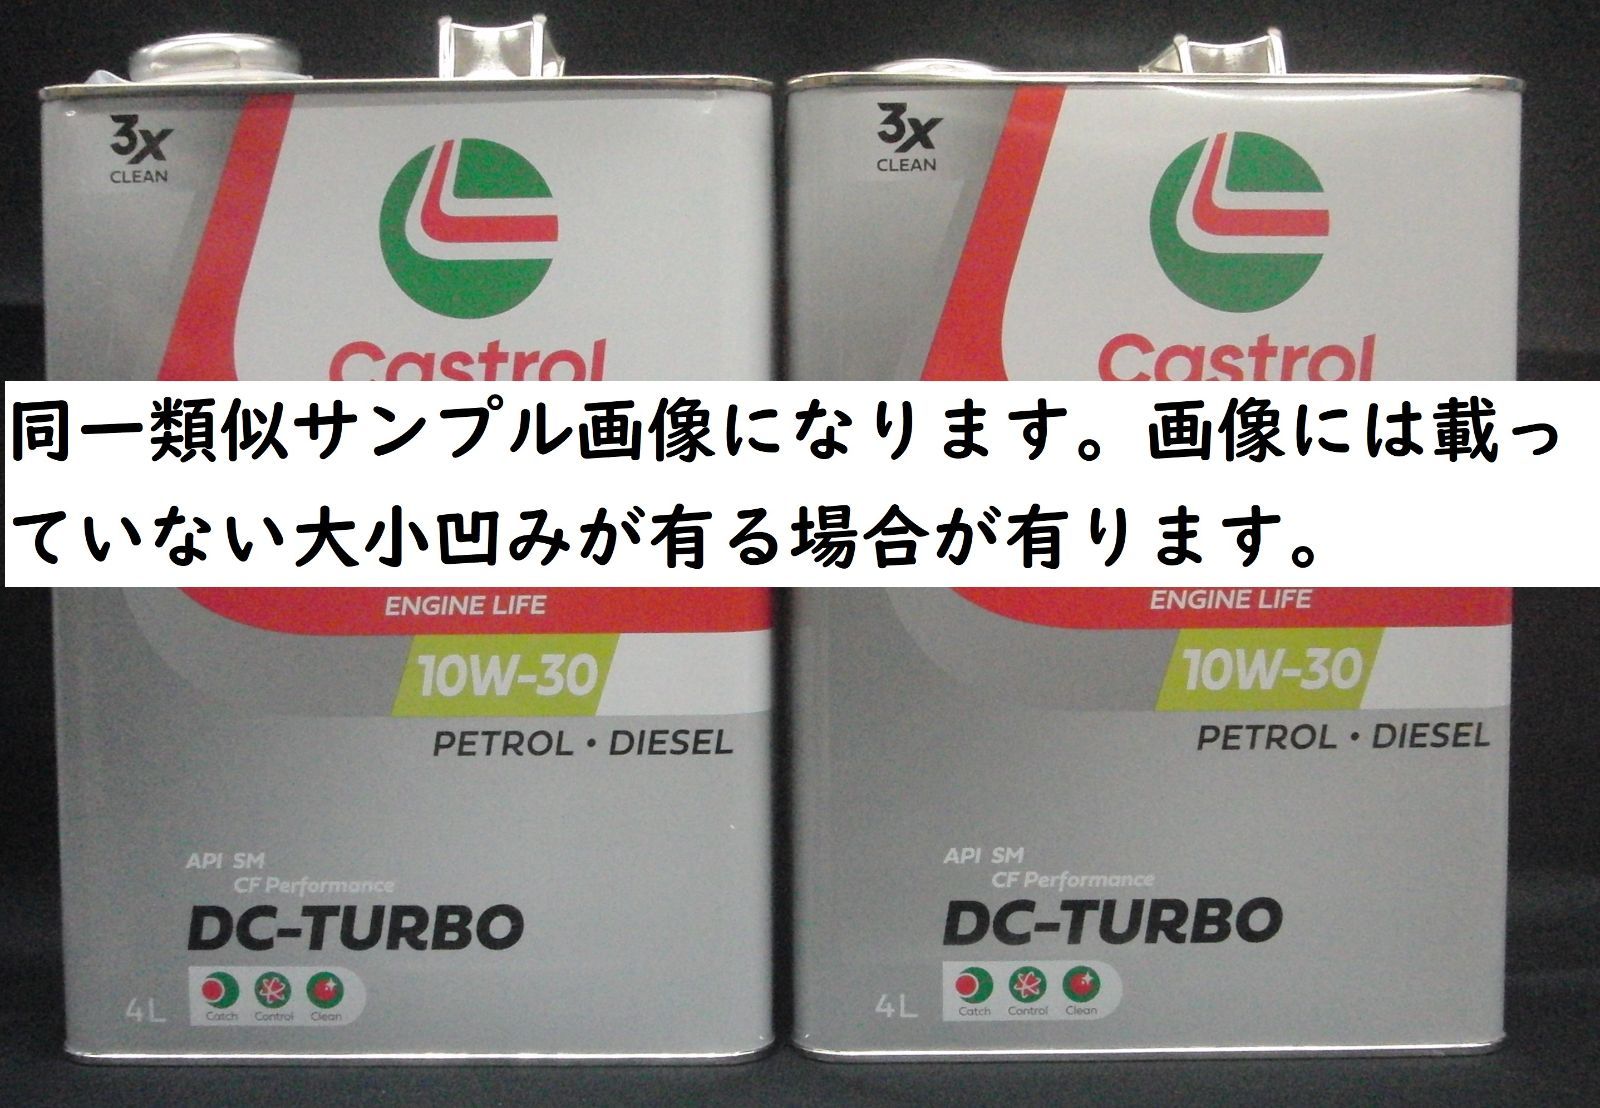 3X
CLEAN
Castrol
3X
CLEAN
Castrol
同一類似サンプル画像になります。画像には載っ
ていない大小凹みが有る場合が有ります。
ENGINE LIFE
10W-30
PETROL・DIESEL
API SM
CF Performance
DC-TURBO
4L
Catch Control Clean
ENGINE LIFE
10W-30
PETROL・DIESEL
API SM
CF Performance
DC-TURBO
4L
Catch Control Clean